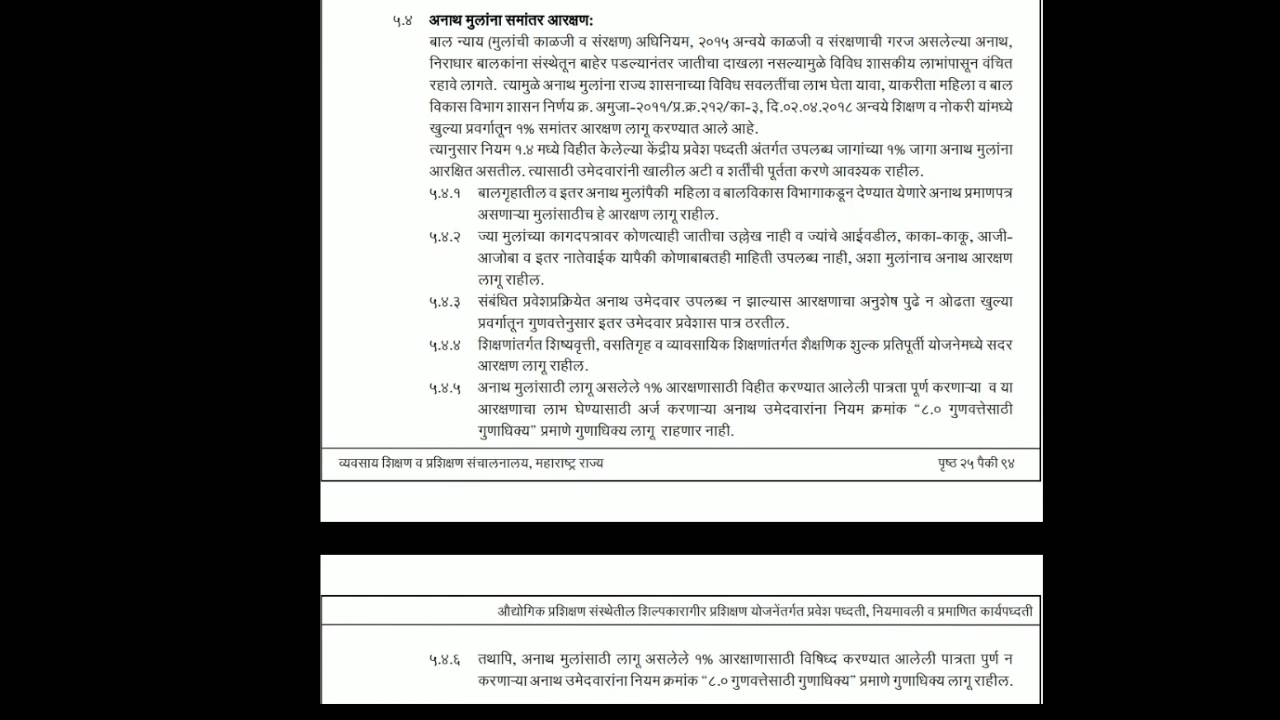 ५.४ अनाथ मुलांना समांतर आरक्षण:
बाल न्याय (मुलांची काळजी व संरक्षण) अधिनियम, २०१५ अन्वये काळजी व संरक्षणाची गरज असलेल्या अनाथ,
निराधार बालकांना संस्थेतून बाहेर पडल्यानंतर जातीचा दाखला नसल्यामुळे विविध शासकीय लाभांपासून वंचित
रहावे लागते. त्यामुळे अनाथ मुलांना राज्य शासनाच्या विविध सवलतींचा लाभ घेता यावा, याकरीता महिला व बाल
विकास विभाग शासन निर्णय क्र. अमुजा-२०११/प्र.क्र.२१२/का-३, दि.०२.०४.२०१८ अन्वये शिक्षण व नोकरी यांमध्ये
खुल्या प्रवर्गातून १% समांतर आरक्षण लागू करण्यात आले आहे.
त्यानुसार नियम १.४ मध्ये विहीत केलेल्या केंद्रीय प्रवेश पध्दती अंतर्गत उपलब्ध जागांच्या १% जागा अनाथ मुलांना
आरक्षित असतील. त्यासाठी उमेदवारांनी खालील अटी व शर्तींची पूर्तता करणे आवश्यक राहील.
५.४.१ बालगृहातील व इतर अनाथ मुलांपैकी महिला व बालविकास विभागाकडून देण्यात येणारे अनाथ प्रमाणपत्र
असणाऱ्या मुलांसाठीच हे आरक्षण लागू राहील.
५.४.२ ज्या मुलांच्या कागदपत्रावर कोणत्याही जातीचा उल्लेख नाही व ज्यांचे आईवडील, काका-काकू, आजी-
आजोबा व इतर नातेवाईक यापैकी कोणाबाबतही माहिती उपलब्ध नाही, अशा मुलांनाच अनाथ आरक्षण
लागू राहील.
५.४.३ संबंधित प्रवेशप्रक्रियेत अनाथ उमेदवार उपलब्ध न झाल्यास आरक्षणाचा अनुशेष पुढे न ओढता खुल्या
प्रवर्गातून गुणवत्तेनुसार इतर उमेदवार प्रवेशास पात्र ठरतील.
५.४.४ शिक्षणांतर्गत शिष्यवृत्ती, वसतिगृह व व्यावसायिक शिक्षणांतर्गत शैक्षणिक शुल्क प्रतिपूर्ती योजनेमध्ये सदर
आरक्षण लागू राहील.
५.४.५ अनाथ मुलांसाठी लागू असलेले १% आरक्षणासाठी विहीत करण्यात आलेली पात्रता पूर्ण करणाऱ्या व या
आरक्षणाचा लाभ घेण्यासाठी अर्ज करणाऱ्या अनाथ उमेदवारांना नियम क्रमांक “८.० गुणवत्तेसाठी
गुणाधिक्य” प्रमाणे गुणाधिक्य लागू राहणार नाही.
व्यवसाय शिक्षण व प्रशिक्षण संचालनालय, महाराष्ट्र राज्य पृष्ठ २५ पैकी ९४
औद्योगिक प्रशिक्षण संस्थेतील शिल्पकारागीर प्रशिक्षण योजनेंतर्गत प्रवेश पध्दती, नियमावली व प्रमाणित कार्यपध्दती
५.४.६ तथापि, अनाथ मुलांसाठी लागू असलेले १% आरक्षाणासाठी विषिध्द करण्यात आलेली पात्रता पुर्ण न
करणाऱ्या अनाथ उमेदवारांना नियम क्रमांक “८.० गुणवत्तेसाठी गुणाधिक्य” प्रमाणे गुणाधिक्य लागू राहील.